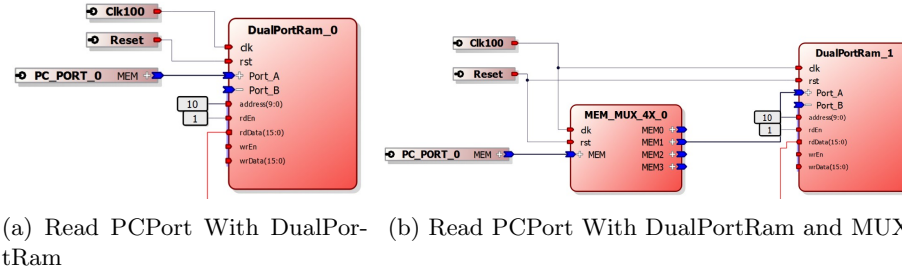 Clk100
DualPortRam_0
Reset
clk
rst
PC_PORT_0 MEM
Port_A
Port_B
10
address(9:0)
1
rdEn
rdData(15:0)
wrEn
wrData(15:0)
Clk100
DualPortRam_1
Reset
clk
rst
Port_A
Port_B
MEM_MUX_4X_0
10
address(9:0)
1
rdEn
clk
MEM0
rst
MEM1
rdData(15:0)
PC_PORT_0 MEM
MEM
MEM2
wrEn
MEM3
wrData(15:0)
(a) Read PCPort With DualPor-
tRam
(b) Read PCPort With DualPortRam and MUX